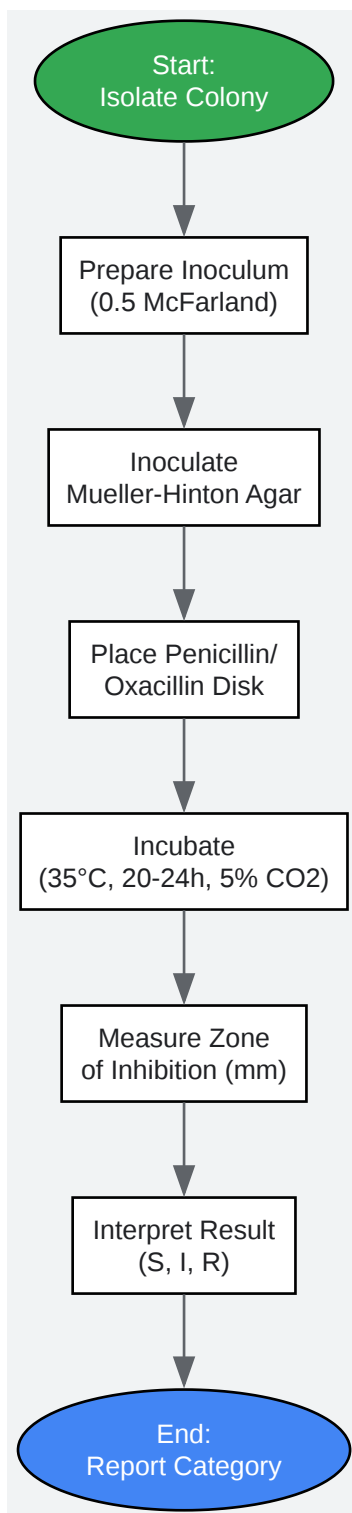 Start:
Isolate Colony
Prepare Inoculum
(0.5 McFarland)
Inoculate
Mueller-Hinton Agar
Place Penicillin/
Oxacillin Disk
Incubate
(35°C, 20-24h, 5% CO2)
Measure Zone
of Inhibition (mm)
Interpret Result
(S, I, R)
End:
Report Category